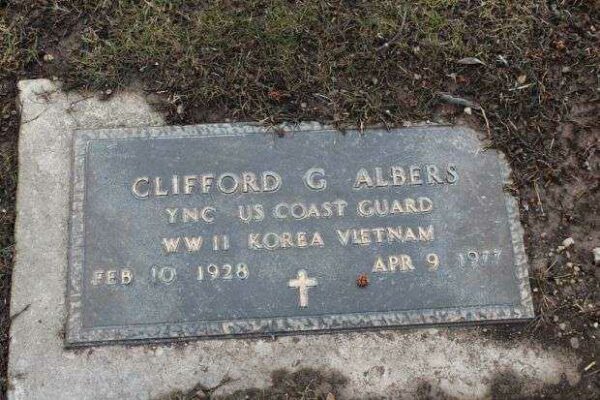 CLIFFORD G ALBERS
YNC US COAST GUARD
WW II KOREA VIETNAM
FEB 10 1928 APR 9 1977